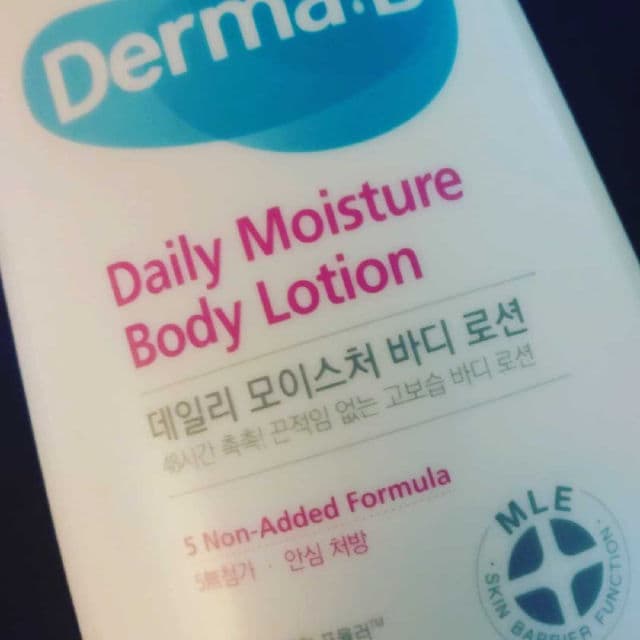 Derma:B
Daily Moisture
Body Lotion
데일리 모이스처 바디 로션
48시간 촉촉! 끈적임 없는 고보습 바디 로션
5 Non-Added Formula
5無첨가 · 안심 처방
MLE
SKIN BARRIER FUNCTION